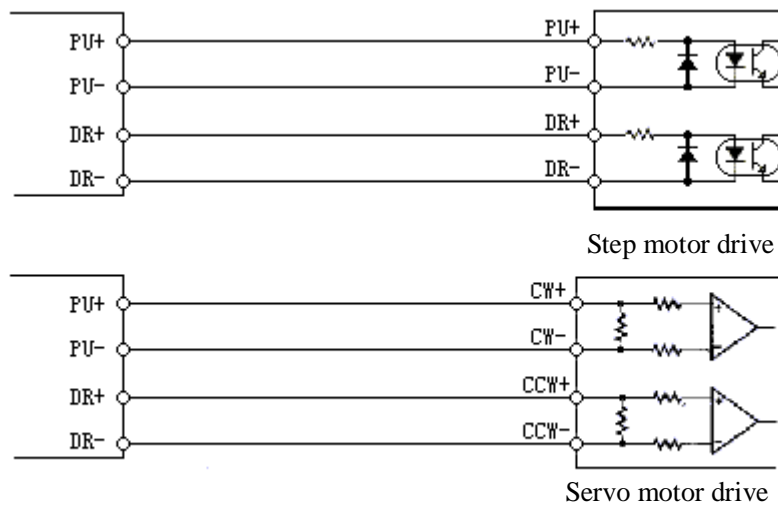 PU+ PU+
PU- PU-
DR+ DR+
DR- DR-
Step motor drive
PU+ CW+
PU- CW-
DR+ CCW+
DR- CCW-
Servo motor drive